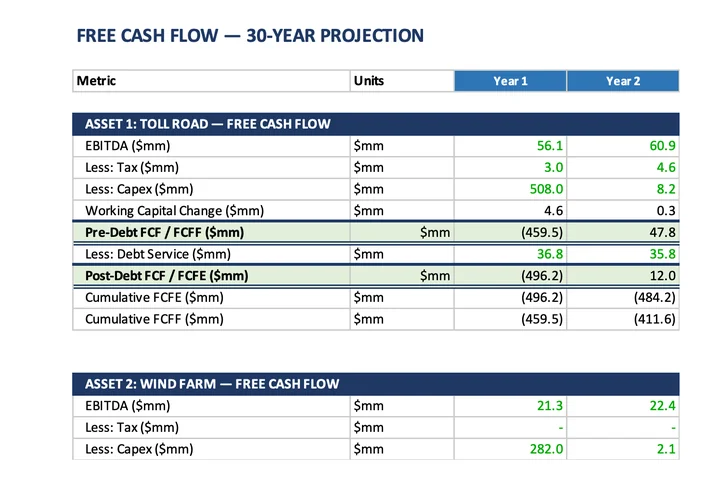 FREE CASH FLOW — 30-YEAR PROJECTION
Metric Units Year 1 Year 2
ASSET 1: TOLL ROAD — FREE CASH FLOW
EBITDA ($mm) $mm 56.1 60.9
Less: Tax ($mm) $mm 3.0 4.6
Less: Capex ($mm) $mm 508.0 8.2
Working Capital Change ($mm) $mm 4.6 0.3
Pre-Debt FCF / FCFF ($mm) $mm (459.5) 47.8
Less: Debt Service ($mm) $mm 36.8 35.8
Post-Debt FCF / FCFE ($mm) $mm (496.2) 12.0
Cumulative FCFE ($mm) $mm (496.2) (484.2)
Cumulative FCFF ($mm) $mm (459.5) (411.6)
ASSET 2: WIND FARM — FREE CASH FLOW
EBITDA ($mm) $mm 21.3 22.4
Less: Tax ($mm) $mm - -
Less: Capex ($mm) $mm 282.0 2.1